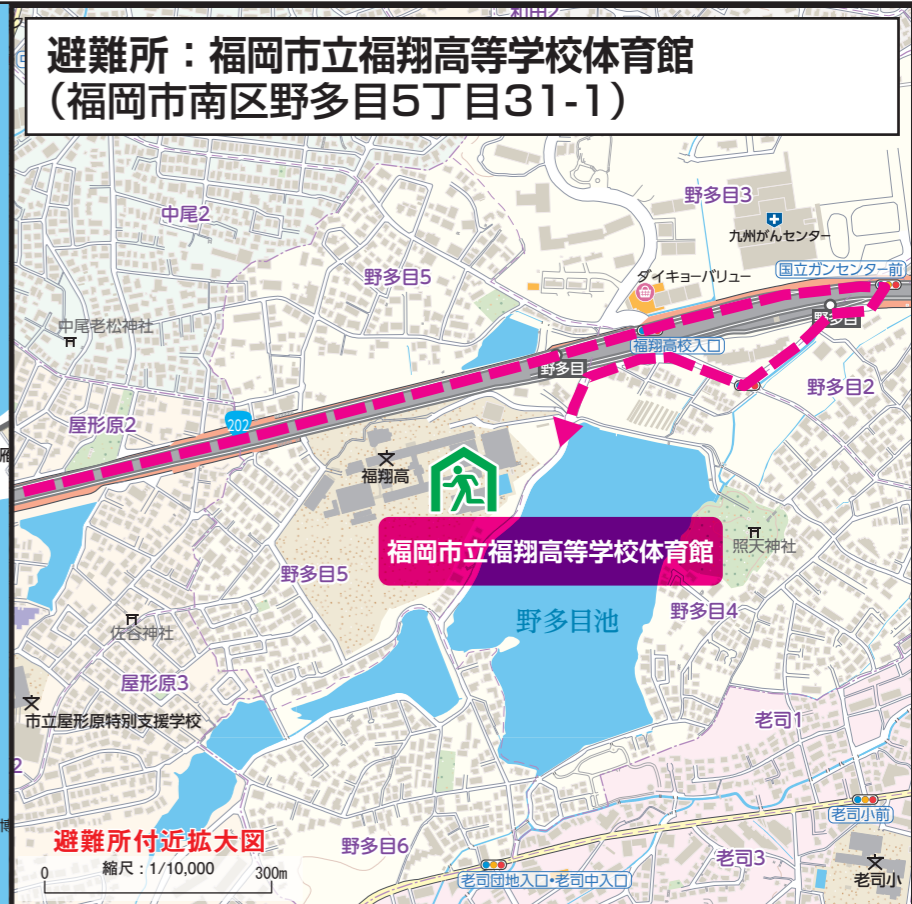 避難所：福岡市立福翔高等学校体育館
（福岡市南区野多目5丁目31-1）
中尾2
野多目3
九州がんセンター
野多目5
ダイキョーバリュー
国立ガンセンター前
中尾老松神社
野多目
福翔高校入口
野多目
野多目2
屋形原2
202
福翔高
福岡市立福翔高等学校体育館
照天神社
野多目5
野多目4
野多目池
佐谷神社
屋形原3
市立屋形原特別支援学校
老司1
2
老司小前
避難所付近拡大図
野多目6
縮尺：1/10,000
0
300m
老司3
老司団地入口・老司中入口
老司小